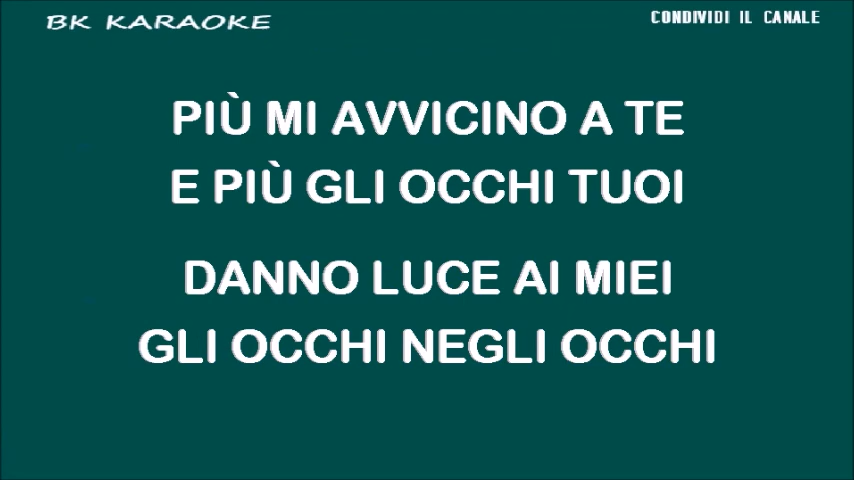 BK KARAOKE
CONDIVIDI IL CANALE
PIÙ MI AVVICINO A TE
E PIÙ GLI OCCHI TUOI
DANNO LUCE AI MIEI
GLI OCCHI NEGLI OCCHI